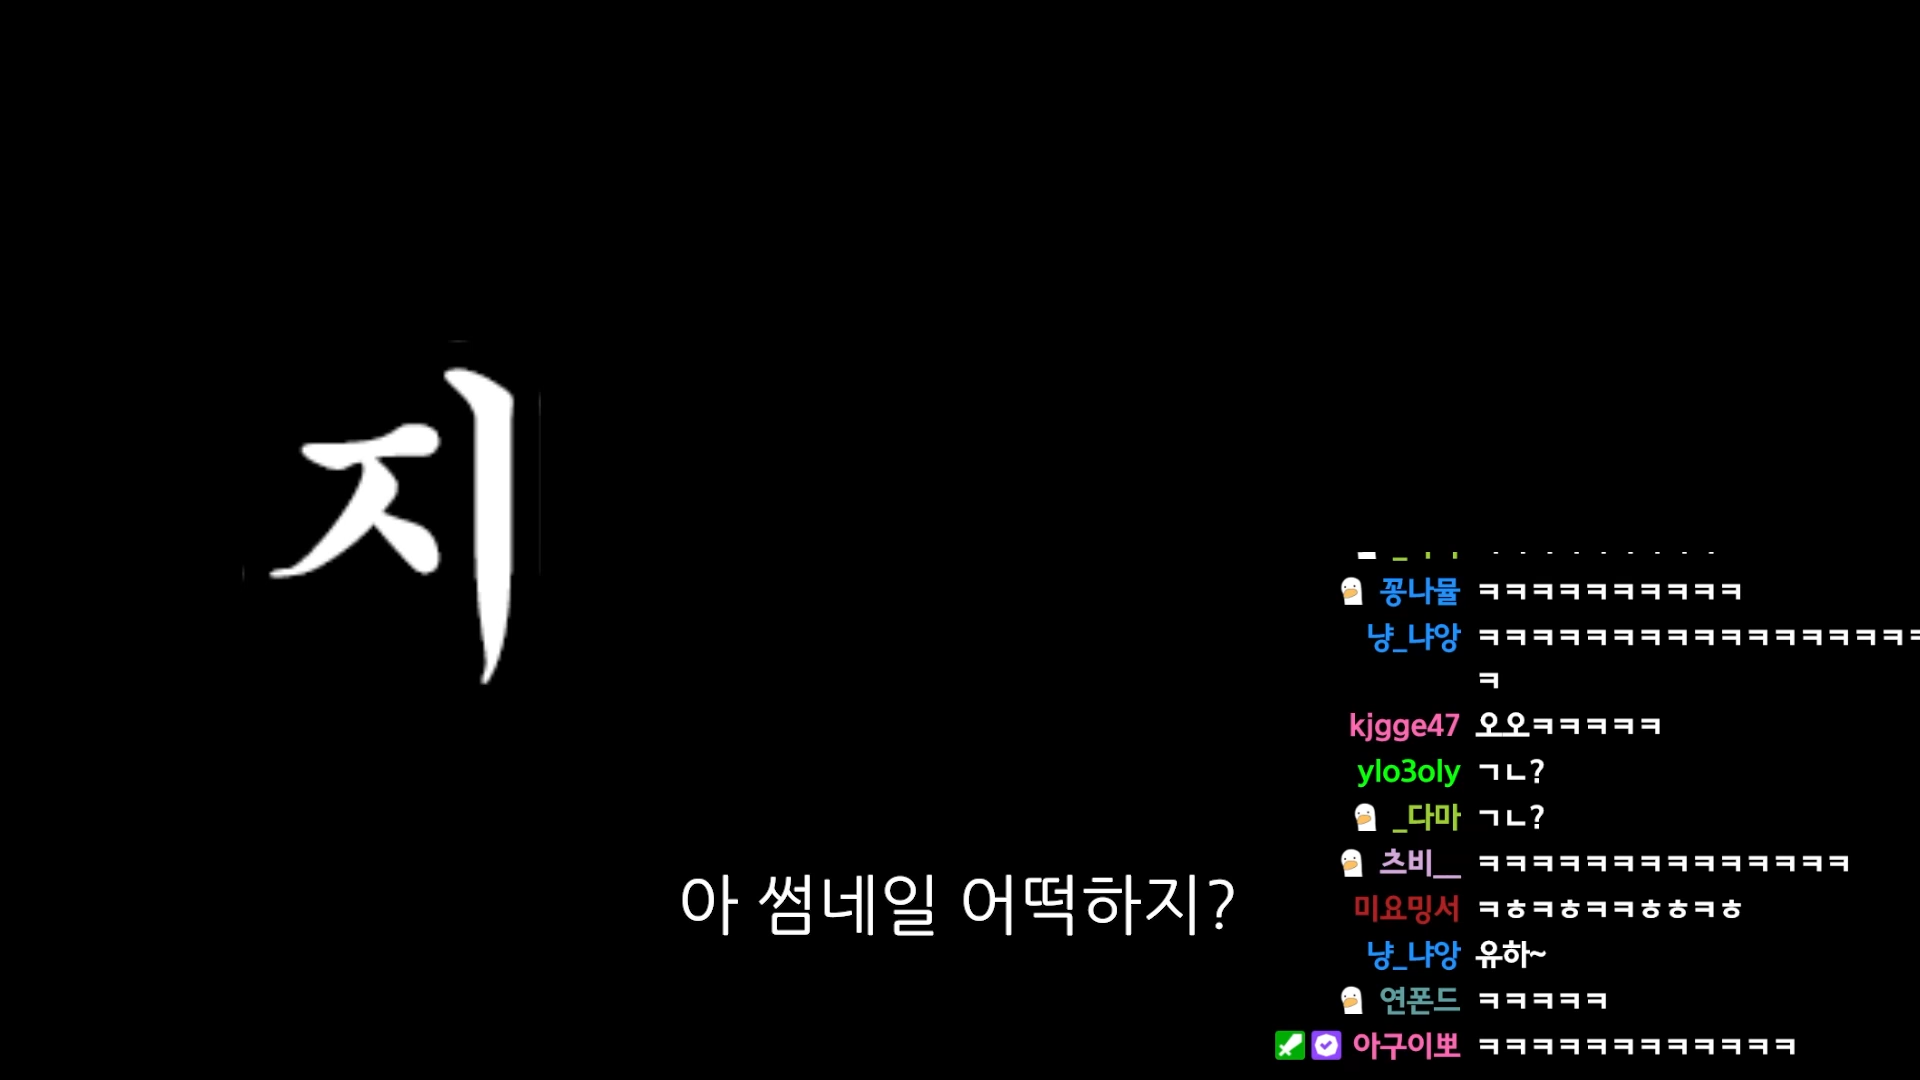 지
꽁나뮬 ㅋㅋㅋㅋㅋㅋㅋㅋㅋㅋ
냥_냐앙 ㅋㅋㅋㅋㅋㅋㅋㅋㅋㅋㅋㅋㅋㅋㅋㅋㅋ
ㅋ
kjgge47 오오ㅋㅋㅋㅋㅋ
ylo3oly ㄱㄴ?
_다마 ㄱㄴ?
츠비__ ㅋㅋㅋㅋㅋㅋㅋㅋㅋㅋㅋㅋㅋㅋ
미요밍서 ㅋㅎㅋㅎㅋㅋㅎㅎㅋㅎ
냥_냐앙 유하~
연폰드 ㅋㅋㅋㅋㅋ
아구이뽀 ㅋㅋㅋㅋㅋㅋㅋㅋㅋㅋㅋㅋ
아 썸네일 어떡하지?